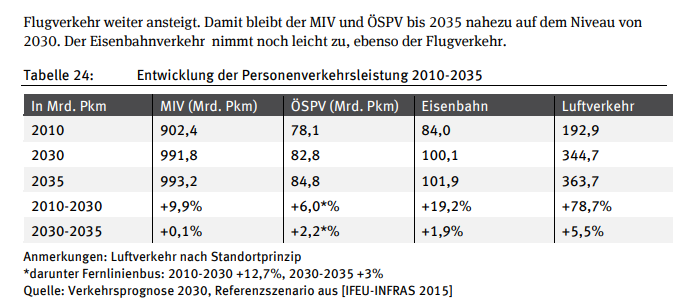 Flugverkehr weiter ansteigt. Damit bleibt der MIV und ÖSPV bis 2035 nahezu auf dem Niveau von
2030. Der Eisenbahnverkehr nimmt noch leicht zu, ebenso der Flugverkehr.
Tabelle 24: Entwicklung der Personenverkehrsleistung 2010-2035
In Mrd. Pkm MIV (Mrd. Pkm) ÖSPV (Mrd. Pkm) Eisenbahn Luftverkehr
2010 902,4 78,1 84,0 192,9
2030 991,8 82,8 100,1 344,7
2035 993,2 84,8 101,9 363,7
2010-2030 +9,9% +6,0*% +19,2% +78,7%
2030-2035 +0,1% +2,2*% +1,9% +5,5%
Anmerkungen: Luftverkehr nach Standortprinzip
*darunter Fernlinienbus: 2010-2030 +12,7%, 2030-2035 +3%
Quelle: Verkehrsprognose 2030, Referenzszenario aus [IFEU-INFRAS 2015]